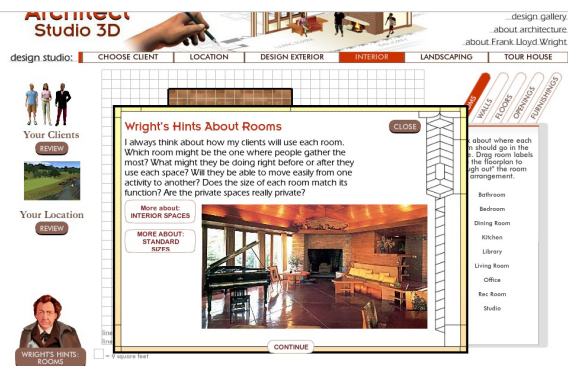 Architect
Studio 3D
design gallery
about architecture
about Frank Lloyd Wright
design studio:
CHOOSE CLIENT
LOCATION
DESIGN EXTERIOR
INTERIOR
LANDSCAPING
TOUR HOUSE
Your Clients
REVIEW
Your Location
REVIEW
WRIGHT'S HINTS:
ROOMS
Wright's Hints About Rooms
CLOSE
I always think about how my clients will use each room.
Which room might be the one where people gather the
most? What might they be doing right before or after they
use each space? Will they be able to move easily from one
activity to another? Does the size of each room match its
function? Are the private spaces really private?
More about:
INTERIOR SPACES
MORE ABOUT:
STANDARD
SIZES
CONTINUE
line
line
= 9 square feet
WALLS
FLOORS
OPENINGS
FURNISHINGS
about where each
should go in the
Drag room labels
the floorplan to
out" the room
arrangement.
Bathroom
Bedroom
Dining Room
Kitchen
Library
Living Room
Office
Rec Room
Studio